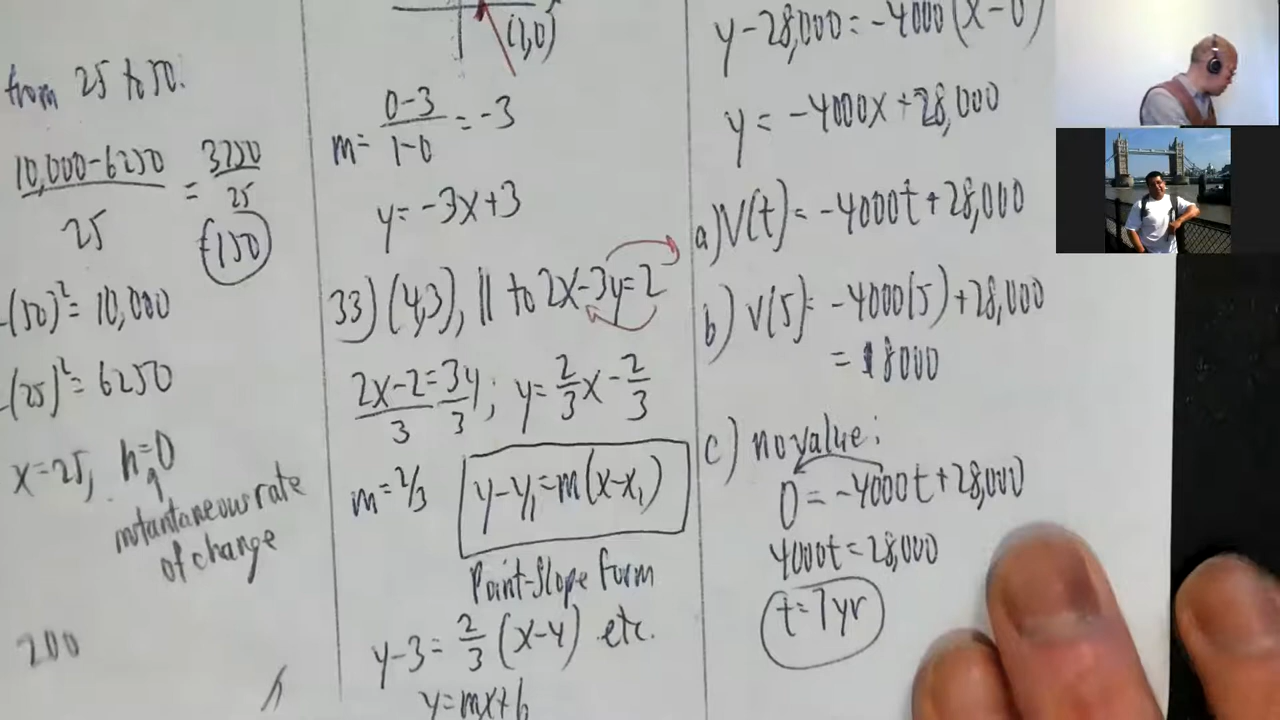 from 25 to 50.
10,000-6250
25
= 3750
25
(150)
-(50)² = 10,000
-(25)² = 6250
x=25, h=0
instantaneous rate
of change
200
(1,0)
m= 0-3
1-0
= -3
y= -3x+3
33) (4,3), || to 2x-3y=2
2x-2 = 3y ; y= 2/3 x - 2/3
3 3
m= 2/3
y-y₁=m(x-x₁)
Point-Slope form
y-3= 2/3 (x-4) etc.
y=mx+b
y-28,000= -4000(x-0)
y= -4000x+28,000
a) V(t)= -4000t+28,000
b) V(5)= -4000(5)+28,000
= 8000
c) no value:
0= -4000t+28,000
4000t=28,000
t=7yr